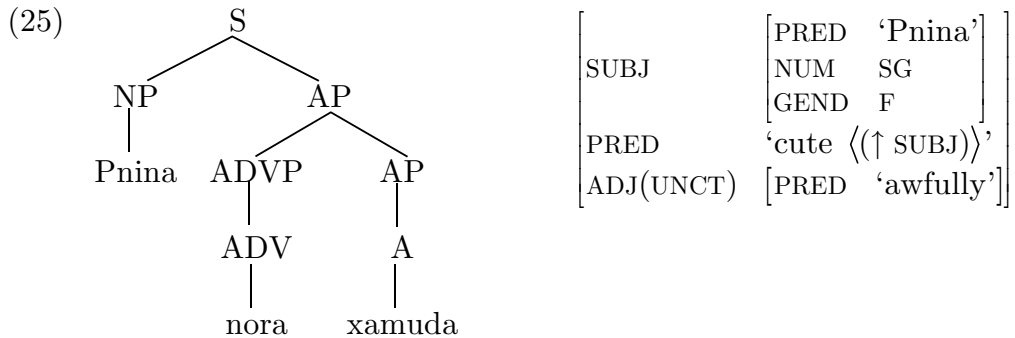 (25)
S
NP AP
Pnina ADVP AP
ADV A
nora xamuda
[PRED ‘Pnina’]
SUBJ [NUM SG]
[GEND F]
PRED ‘cute ⟨(↑ SUBJ)⟩’
ADJ(UNCT) [PRED ‘awfully’]